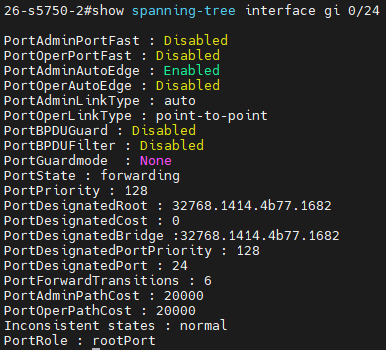 26-s5750-2#show spanning-tree interface gi 0/24
PortAdminPortFast : Disabled
PortOperPortFast : Disabled
PortAdminAutoEdge : Enabled
PortOperAutoEdge : Disabled
PortAdminLinkType : auto
PortOperLinkType : point-to-point
PortBPDUGuard : Disabled
PortBPDUFilter : Disabled
PortGuardmode  : None
PortState : forwarding
PortPriority : 128
PortDesignatedRoot : 32768.1414.4b77.1682
PortDesignatedCost : 0
PortDesignatedBridge :32768.1414.4b77.1682
PortDesignatedPortPriority : 128
PortDesignatedPort : 24
PortForwardTransitions : 6
PortAdminPathCost : 20000
PortOperPathCost : 20000
Inconsistent states : normal
PortRole : rootPort